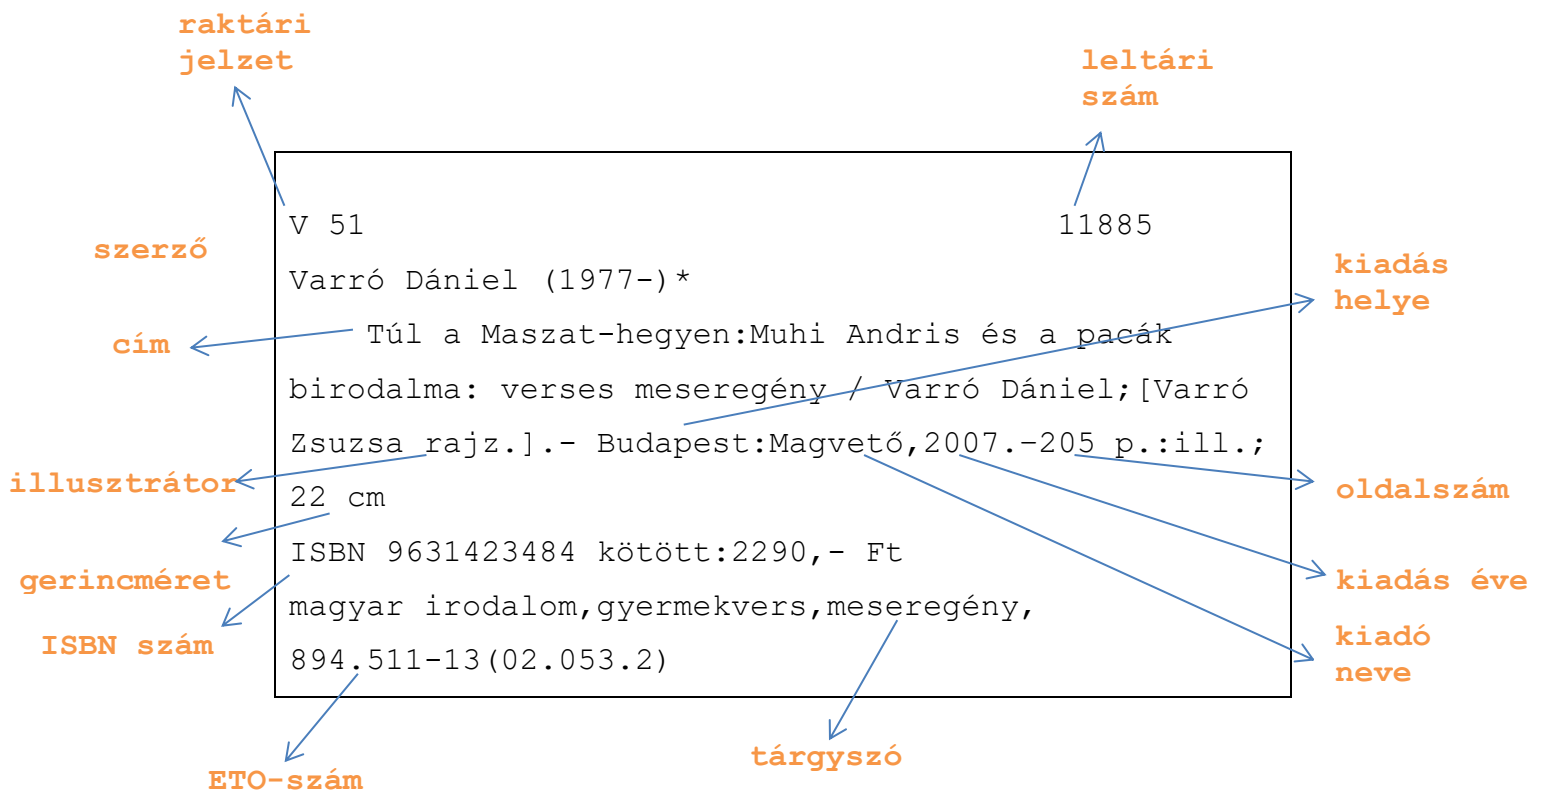 raktári
jelzet
leltári
szám
V 51 11885
szerző
Varró Dániel (1977-)*
kiadás
helye
cím
Túl a Maszat-hegyen:Muhi Andris és a pacák
birodalma: verses meseregény / Varró Dániel;[Varró
Zsuzsa rajz.].- Budapest:Magvető,2007.-205 p.:ill.;
illusztrátor
oldalszám
22 cm
ISBN 9631423484 kötött:2290,- Ft
gerincméret
kiadás éve
magyar irodalom,gyermekvers,meseregény,
ISBN szám
kiadó
neve
894.511-13(02.053.2)
tárgyszó
ETO-szám